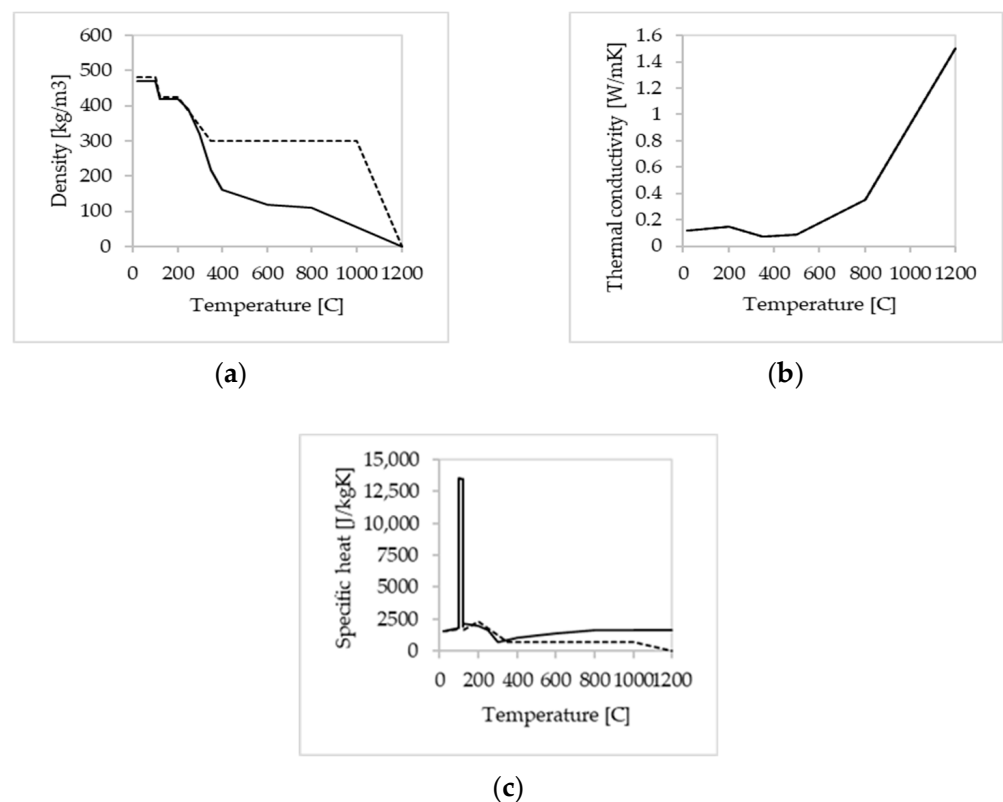 600
500
400
300
200
100
0
Density [kg/m3]
0 200 400 600 800 1000 1200
Temperature [C]
(a)
1.6
1.4
1.2
1
0.8
0.6
0.4
0.2
0
Thermal conductivity [W/mK]
0 200 400 600 800 1000 1200
Temperature [C]
(b)
15,000
12,500
10,000
7500
5000
2500
0
Specific heat [J/kgK]
0 200 400 600 800 1000 1200
Temperature [C]
(c)